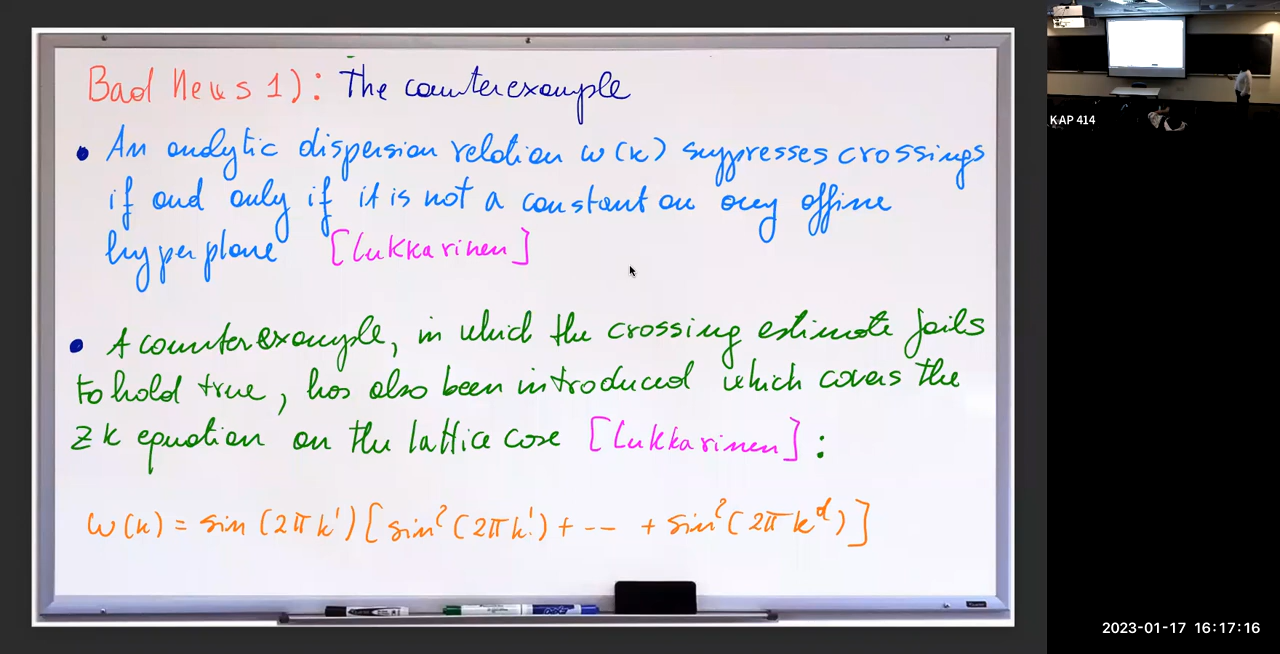 Bad News 1): The counterexample
• An analytic dispersion relation ω(k) suppresses crossings
if and only if it is not a constant on any affine
hyperplane [Lukkarinen]
• A counterexample, in which the crossing estimate fails
to hold true, has also been introduced which covers the
ZK equation on the lattice case [Lukkarinen]:
ω(k) = sin(2πk¹)[sin²(2πk¹) + -- + sin²(2πk^d)]
KAP 414
2023-01-17 16:17:16